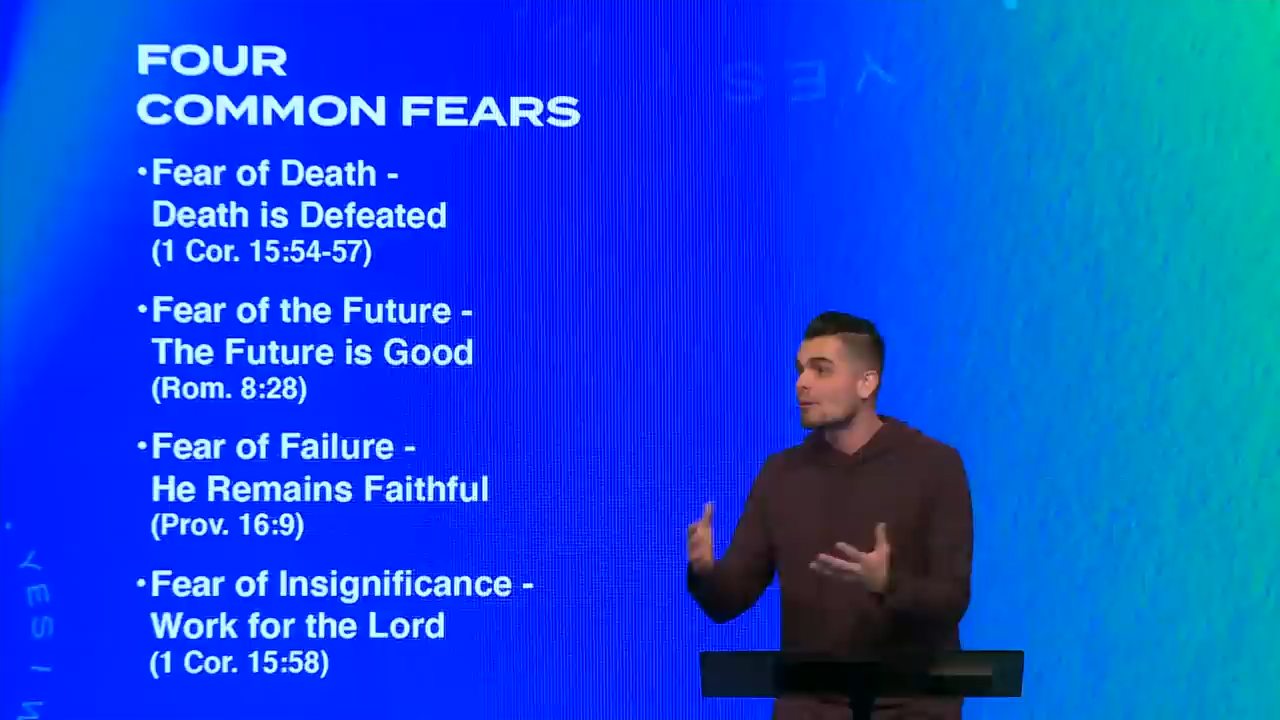 FOUR
COMMON FEARS
•Fear of Death -
Death is Defeated
(1 Cor. 15:54-57)
•Fear of the Future -
The Future is Good
(Rom. 8:28)
•Fear of Failure -
He Remains Faithful
(Prov. 16:9)
•Fear of Insignificance -
Work for the Lord
(1 Cor. 15:58)
YES
YES I W